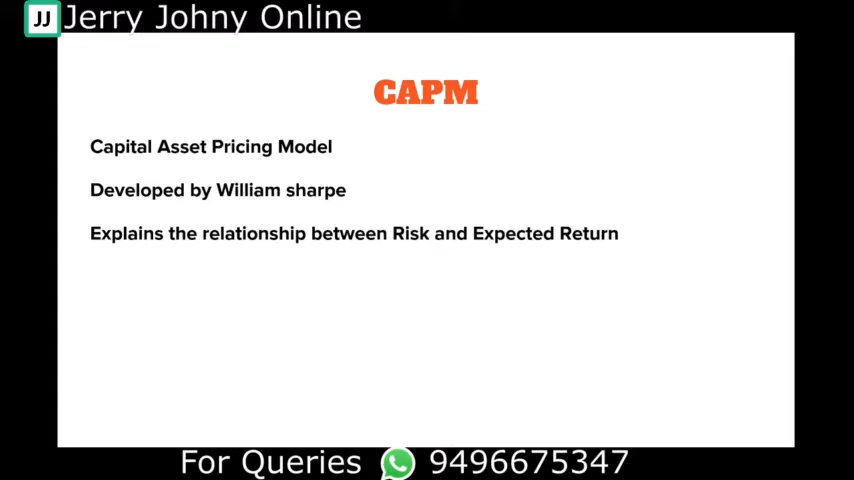 JJ Jerry Johny Online
CAPM
Capital Asset Pricing Model
Developed by William sharpe
Explains the relationship between Risk and Expected Return
For Queries 9496675347